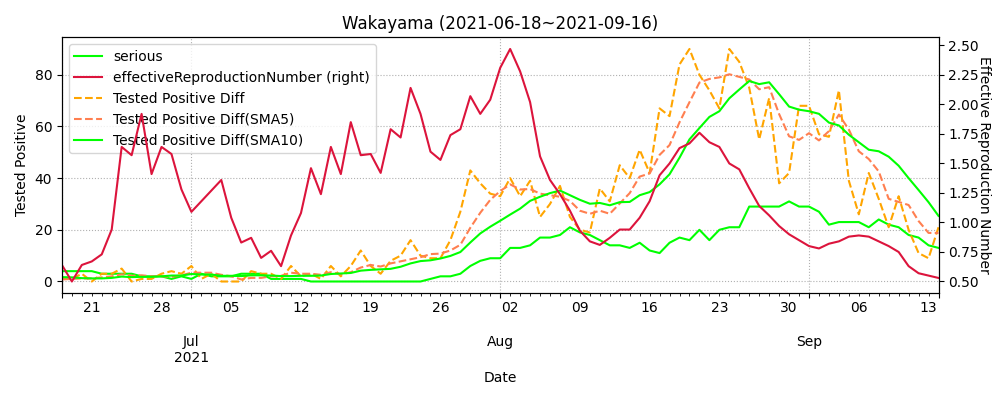 Wakayama (2021-06-18~2021-09-16)
serious
effectiveReproductionNumber (right)
Tested Positive Diff
Tested Positive Diff(SMA5)
Tested Positive Diff(SMA10)
Tested Positive
80
60
40
20
0
2.50
2.25
2.00
1.75
1.50
1.25
1.00
0.75
0.50
Effective Reproduction Number
21 28 05 12 19 26 02 09 16 23 30 06 13
Jul Aug Sep
2021
Date